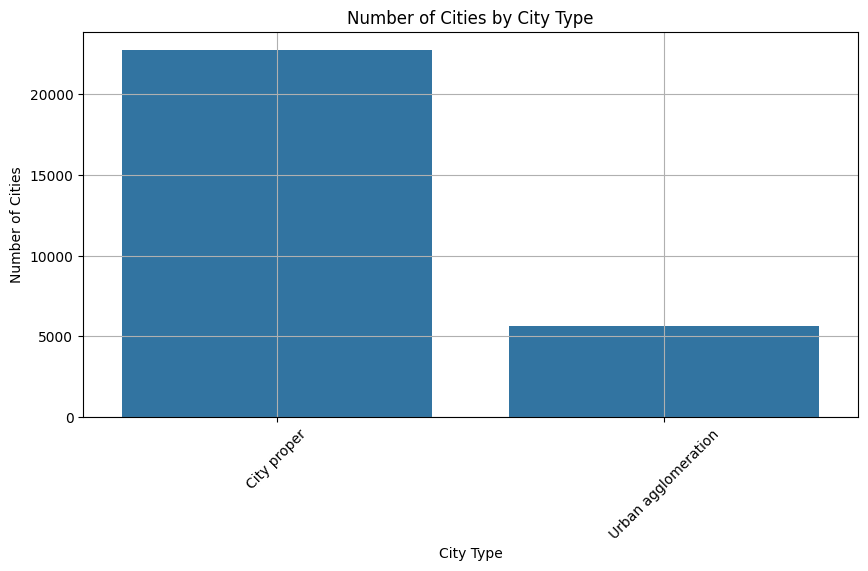 Number of Cities by City Type
Number of Cities
20000
15000
10000
5000
0
City proper
Urban agglomeration
City Type